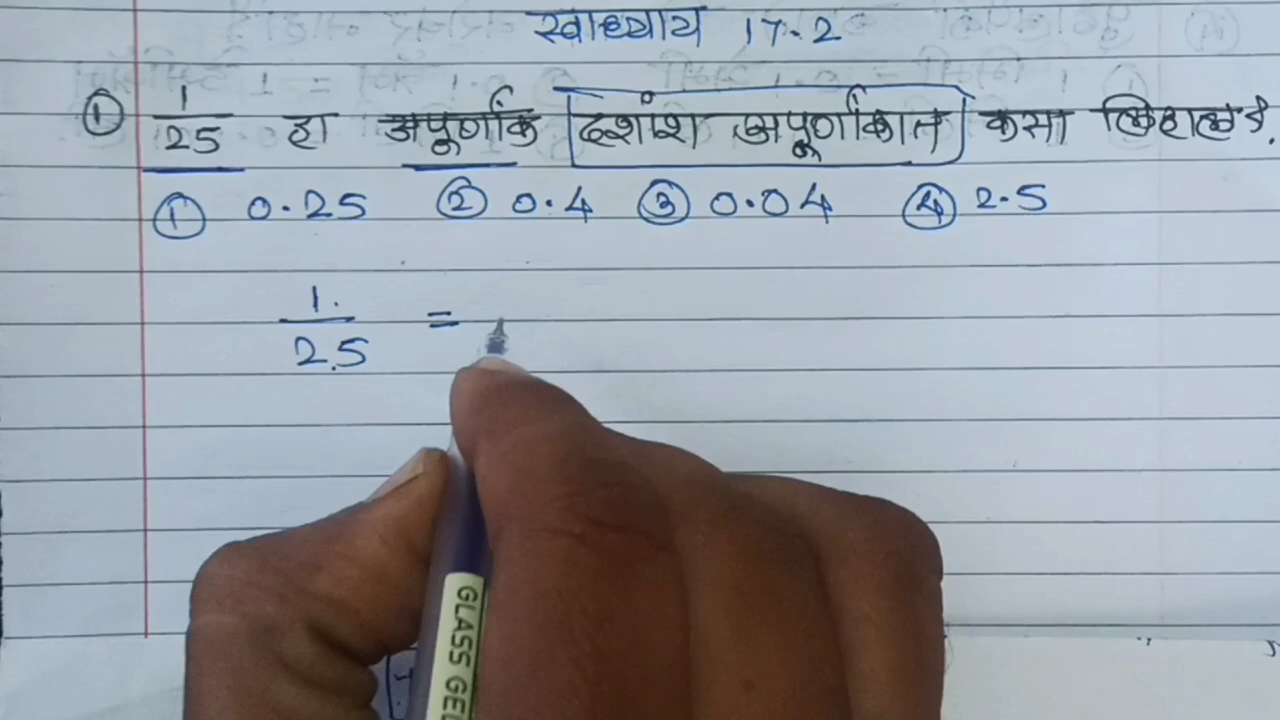 स्वाध्याय 17.2
① 1/25 हा अपूर्णांक दशांश अपूर्णांकात कसा लिहाल ?
① 0.25 ② 0.4 ③ 0.04 ④ 2.5
1/25 =
GLASS GEL